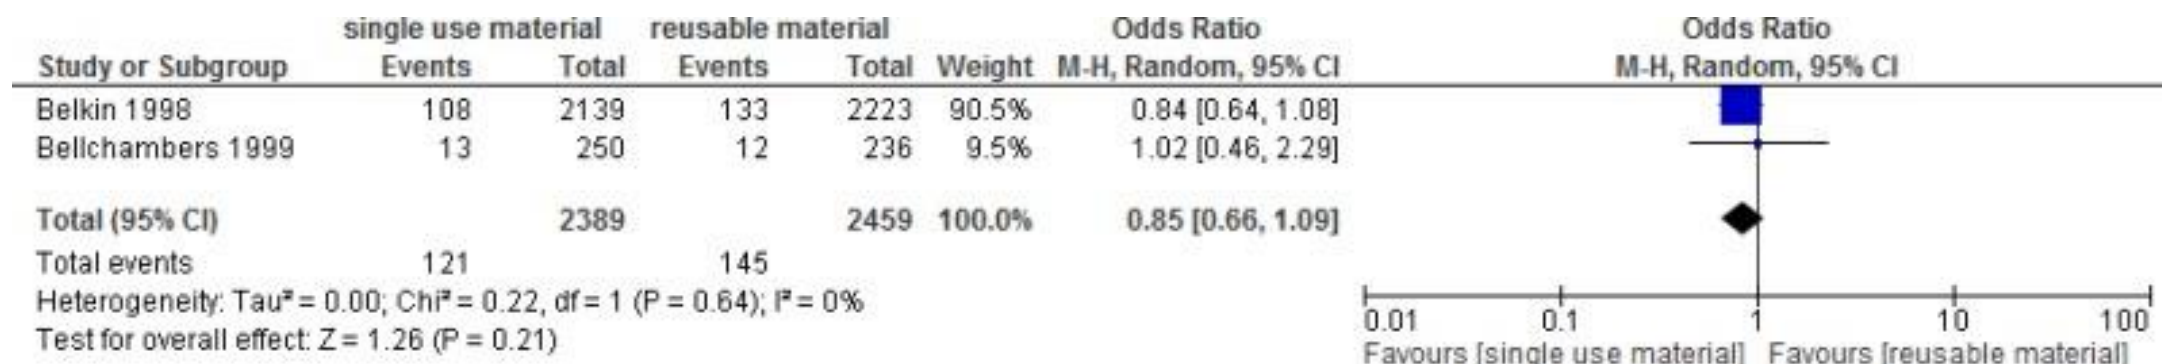 single use material reusable material Odds Ratio Odds Ratio
Study or Subgroup Events Total Events Total Weight M-H, Random, 95% CI M-H, Random, 95% CI
Belkin 1998 108 2139 133 2223 90.5% 0.84 [0.64, 1.08]
Bellchambers 1999 13 250 12 236 9.5% 1.02 [0.46, 2.29]
Total (95% CI) 2389 2459 100.0% 0.85 [0.66, 1.09]
Total events 121 145
Heterogeneity: Tau² = 0.00; Chi² = 0.22, df = 1 (P = 0.64); I² = 0%
Test for overall effect: Z = 1.26 (P = 0.21)
0.01 0.1 1 10 100
Favours [single use material] Favours [reusable material]